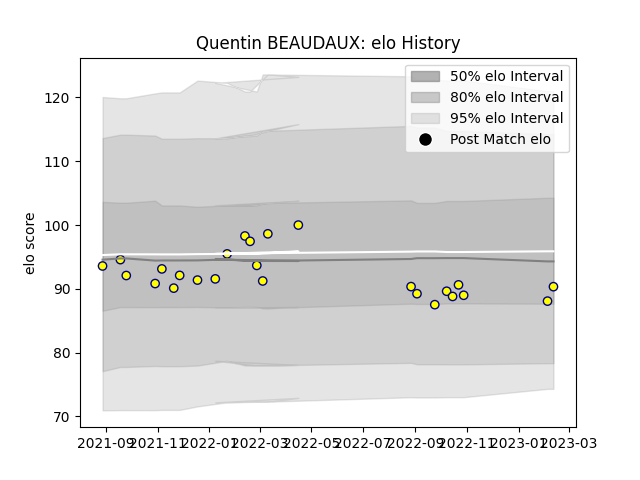 Quentin BEAUDAUX: elo History
50% elo Interval
80% elo Interval
95% elo Interval
Post Match elo
elo score
120
110
100
90
80
70
2021-09 2021-11 2022-01 2022-03 2022-05 2022-07 2022-09 2022-11 2023-01 2023-03